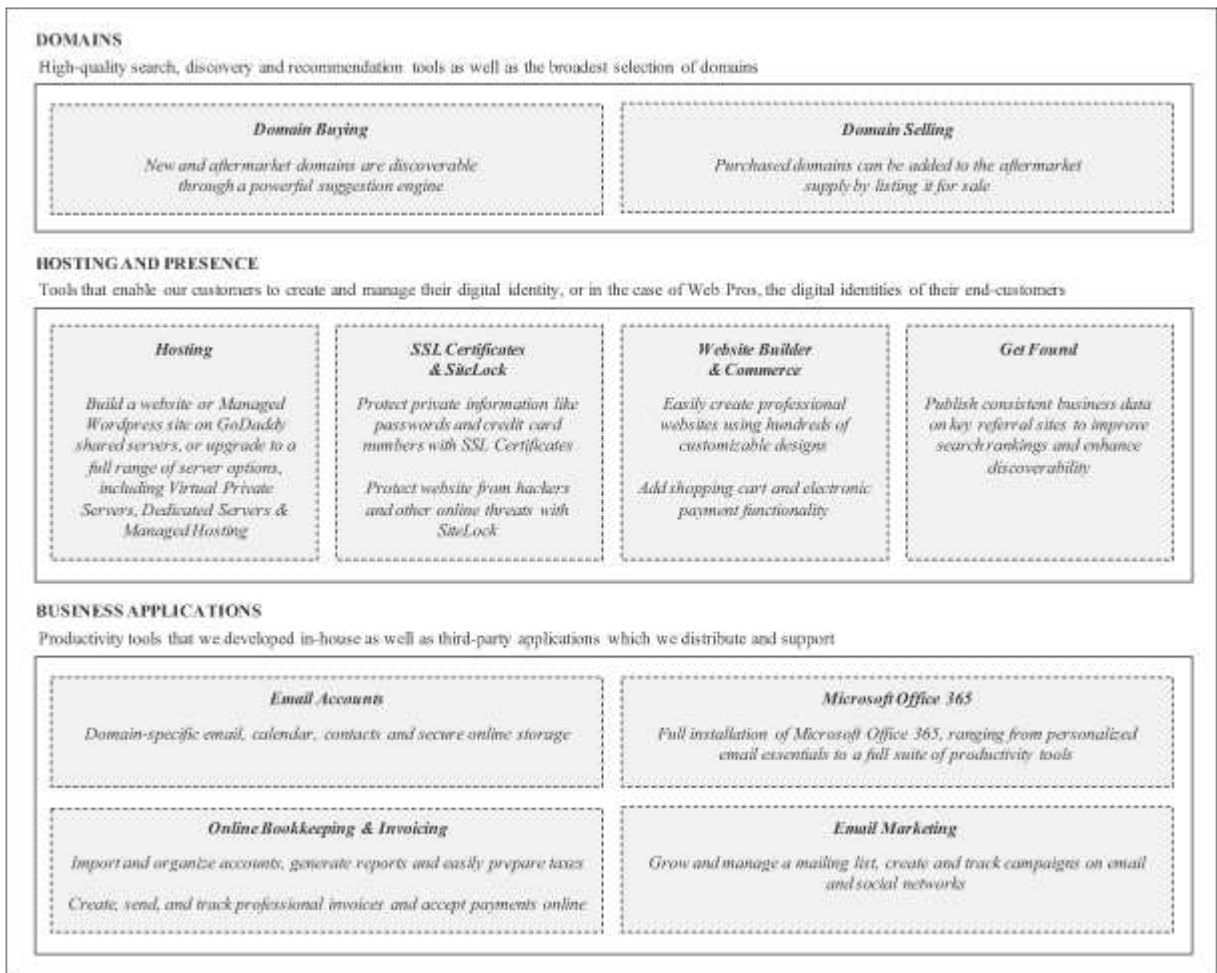 DOMAINS
High-quality search, discovery and recommendation tools as well as the broadest selection of domains
Domain Buying
New and aftermarket domains are discoverable
through a powerful suggestion engine
Domain Selling
Purchased domains can be added to the aftermarket
supply by listing it for sale
HOSTING AND PRESENCE
Tools that enable our customers to create and manage their digital identity, or in the case of Web Pros, the digital identities of their end-customers
Hosting
Build a website or Managed
Wordpress site on GoDaddy
shared servers, or upgrade to a
full range of server options,
including Virtual Private
Servers, Dedicated Servers &
Managed Hosting
SSL Certificates
& SiteLock
Protect private information like
passwords and credit card
numbers with SSL Certificates
Protect website from hackers
and other online threats with
SiteLock
Website Builder
& Commerce
Easily create professional
websites using hundreds of
customizable designs
Add shopping cart and electronic
payment functionality
Get Found
Publish consistent business data
on key referral sites to improve
search rankings and enhance
discoverability
BUSINESS APPLICATIONS
Productivity tools that we developed in-house as well as third-party applications which we distribute and support
Email Accounts
Domain-specific email, calendar, contacts and secure online storage
Microsoft Office 365
Full installation of Microsoft Office 365, ranging from personalized
email essentials to a full suite of productivity tools
Online Bookkeeping & Invoicing
Import and organize accounts, generate reports and easily prepare taxes
Create, send, and track professional invoices and accept payments online
Email Marketing
Grow and manage a mailing list, create and track campaigns on email
and social networks